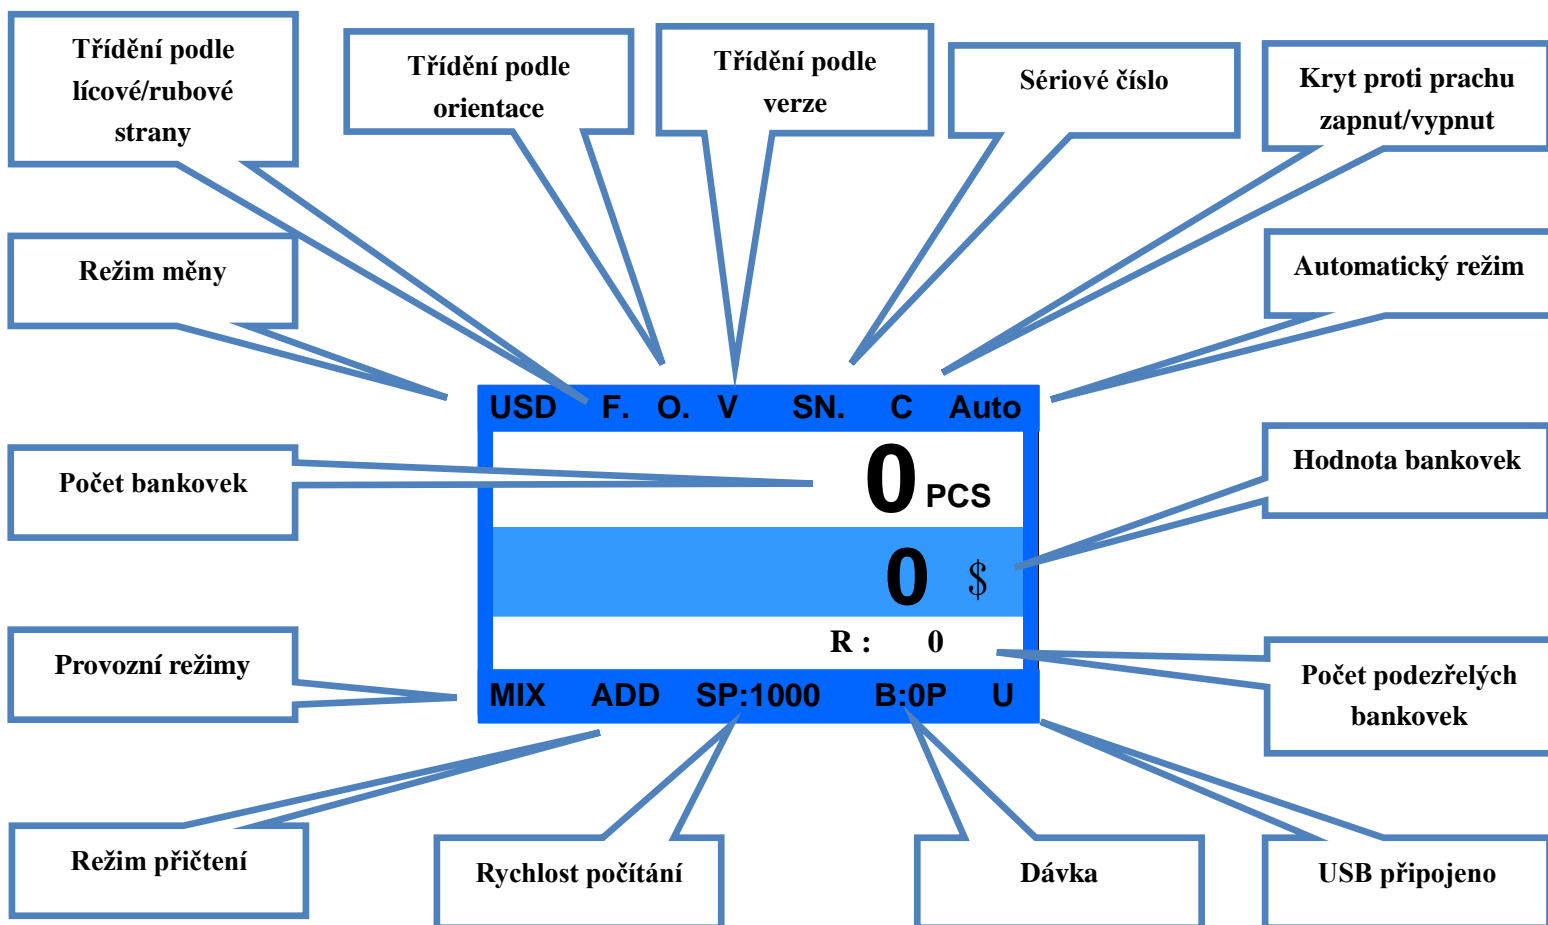 Třídění podle
lícové/rubové
strany
Třídění podle
orientace
Třídění podle
verze
Sériové číslo
Kryt proti prachu
zapnut/vypnut
Režim měny
Automatický režim
USD F. O. V SN. C Auto
Počet bankovek
0 PCS
Hodnota bankovek
0 $
R : 0
Provozní režimy
Počet podezřelých
bankovek
MIX ADD SP:1000 B:0P U
Režim přičtení
Rychlost počítání
Dávka
USB připojeno